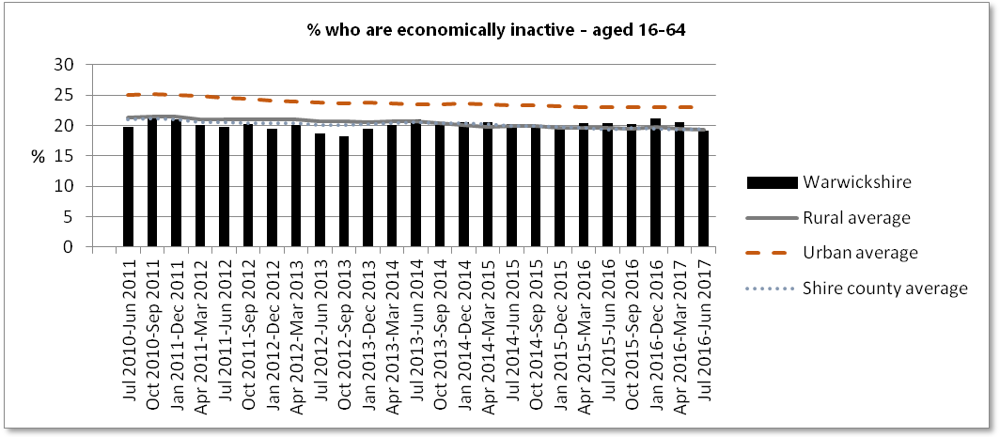 % who are economically inactive - aged 16-64
30
25
20
15
10
5
0
%
Jul 2010-Jun 2011
Oct 2010-Sep 2011
Jan 2011-Dec 2011
Apr 2011-Mar 2012
Jul 2011-Jun 2012
Oct 2011-Sep 2012
Jan 2012-Dec 2012
Apr 2012-Mar 2013
Jul 2012-Jun 2013
Oct 2012-Sep 2013
Jan 2013-Dec 2013
Apr 2013-Mar 2014
Jul 2013-Jun 2014
Oct 2013-Sep 2014
Jan 2014-Dec 2014
Apr 2014-Mar 2015
Jul 2014-Jun 2015
Oct 2014-Sep 2015
Jan 2015-Dec 2015
Apr 2015-Mar 2016
Jul 2015-Jun 2016
Oct 2015-Sep 2016
Jan 2016-Dec 2016
Apr 2016-Mar 2017
Jul 2016-Jun 2017
Warwickshire
Rural average
Urban average
Shire county average